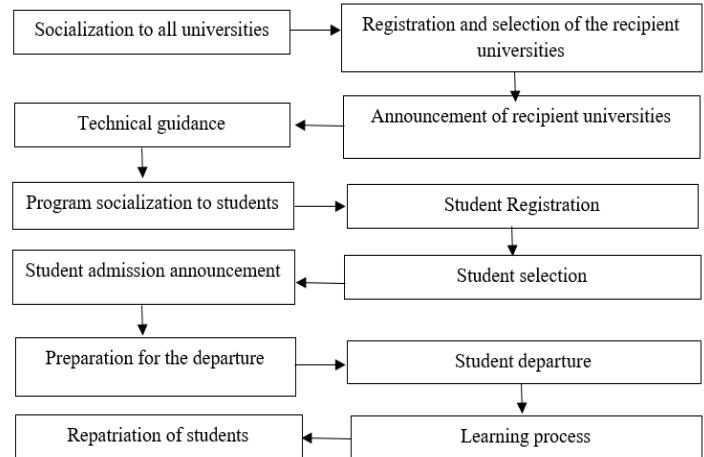 Socialization to all universities
Registration and selection of the recipient
universities
Announcement of recipient universities
Technical guidance
Program socialization to students
Student Registration
Student selection
Student admission announcement
Preparation for the departure
Student departure
Learning process
Repatriation of students